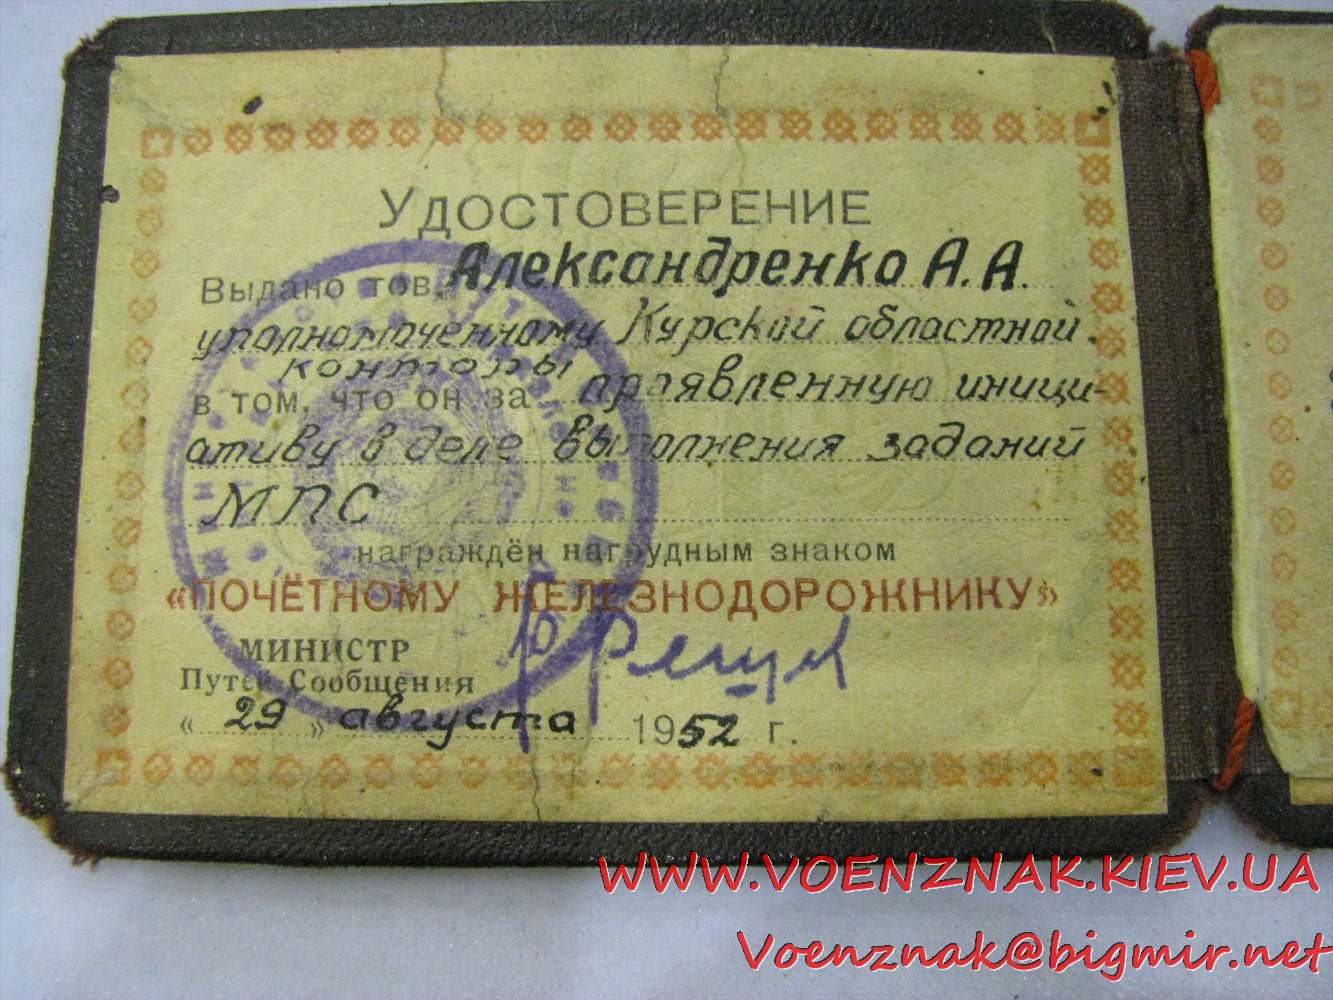 Удостоверение
Выдано тов. Александренко А.А.
уполномоченному Курской областной
конторы
в том, что он за проявленную иници-
ативу в деле выполнения заданий
МПС
награждён нагрудным знаком
«ПОЧЁТНОМУ ЖЕЛЕЗНОДОРОЖНИКУ»
МИНИСТР
Путей Сообщения
«29» августа 1952 г.
WWW.VOENZNAK.KIEV.UA
Voenznak@bigmir.net